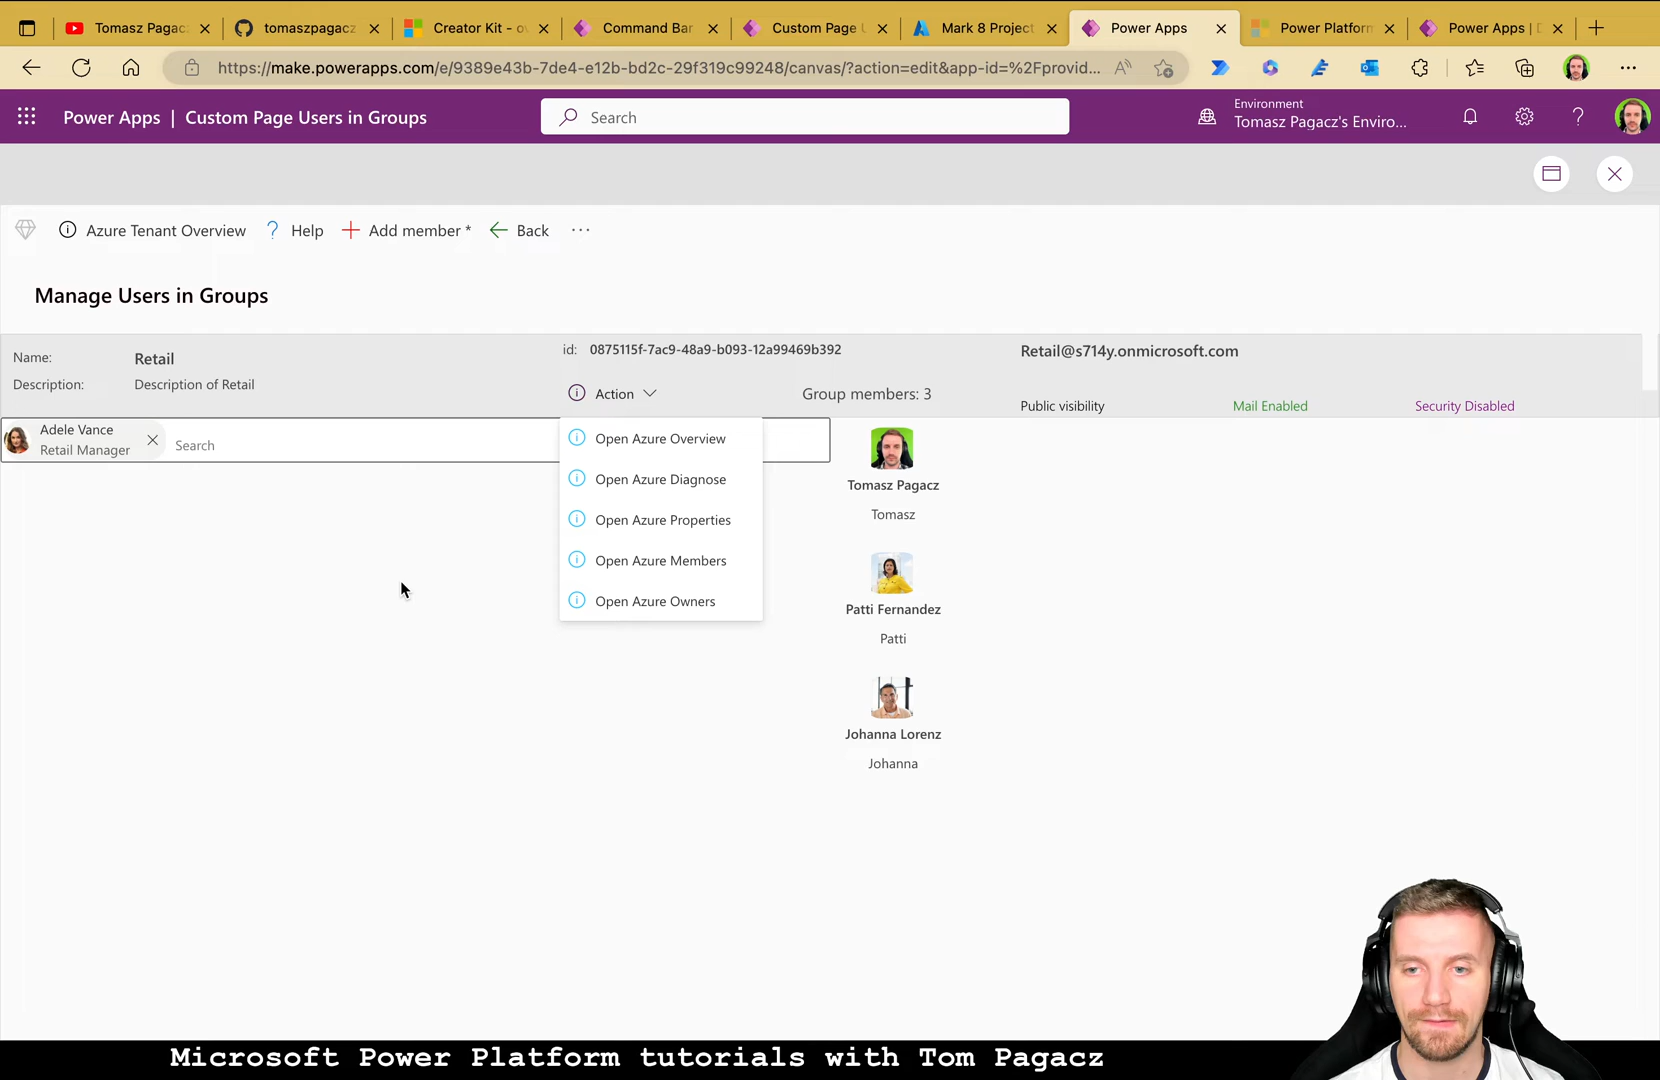 Tomasz Pagac
tomaszpagacz
Creator Kit - o
Command Bar
Custom Page U
Mark 8 Project
Power Apps
Power Platform
Power Apps | D
https://make.powerapps.com/e/9389e43b-7de4-e12b-bd2c-29f319c99248/canvas/?action=edit&app-id=%2Fprovid...
Power Apps | Custom Page Users in Groups
Search
Environment
Tomasz Pagacz's Enviro...
Azure Tenant Overview
? Help
Add member *
Back
...
Manage Users in Groups
Name: Retail
Description: Description of Retail
id: 0875115f-7ac9-48a9-b093-12a99469b392
Action
Group members: 3
Retail@s714y.onmicrosoft.com
Public visibility
Mail Enabled
Security Disabled
Adele Vance
Retail Manager
Search
Open Azure Overview
Open Azure Diagnose
Open Azure Properties
Open Azure Members
Open Azure Owners
Tomasz Pagacz
Tomasz
Patti Fernandez
Patti
Johanna Lorenz
Johanna
Microsoft Power Platform tutorials with Tom Pagacz